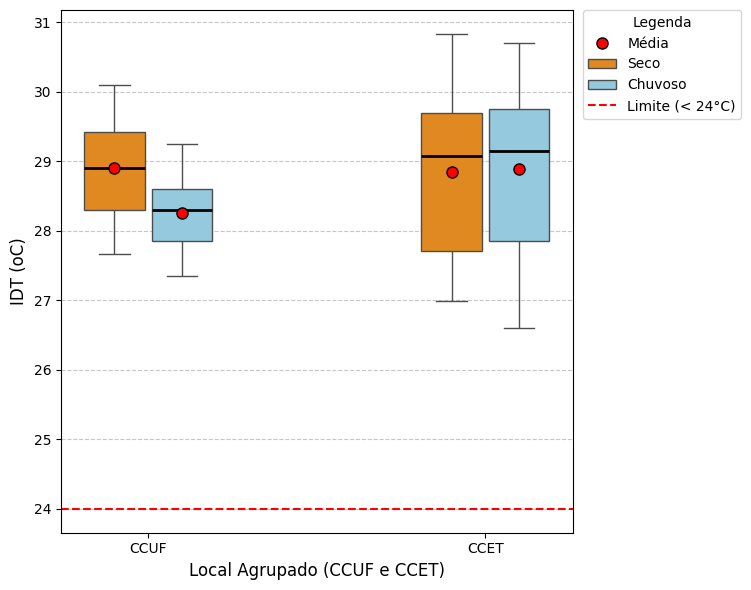 31
30
29
28
27
26
25
24
IDT (oC)
CCUF
CCET
Local Agrupado (CCUF e CCET)
Legenda
Média
Seco
Chuvoso
Limite (< 24°C)